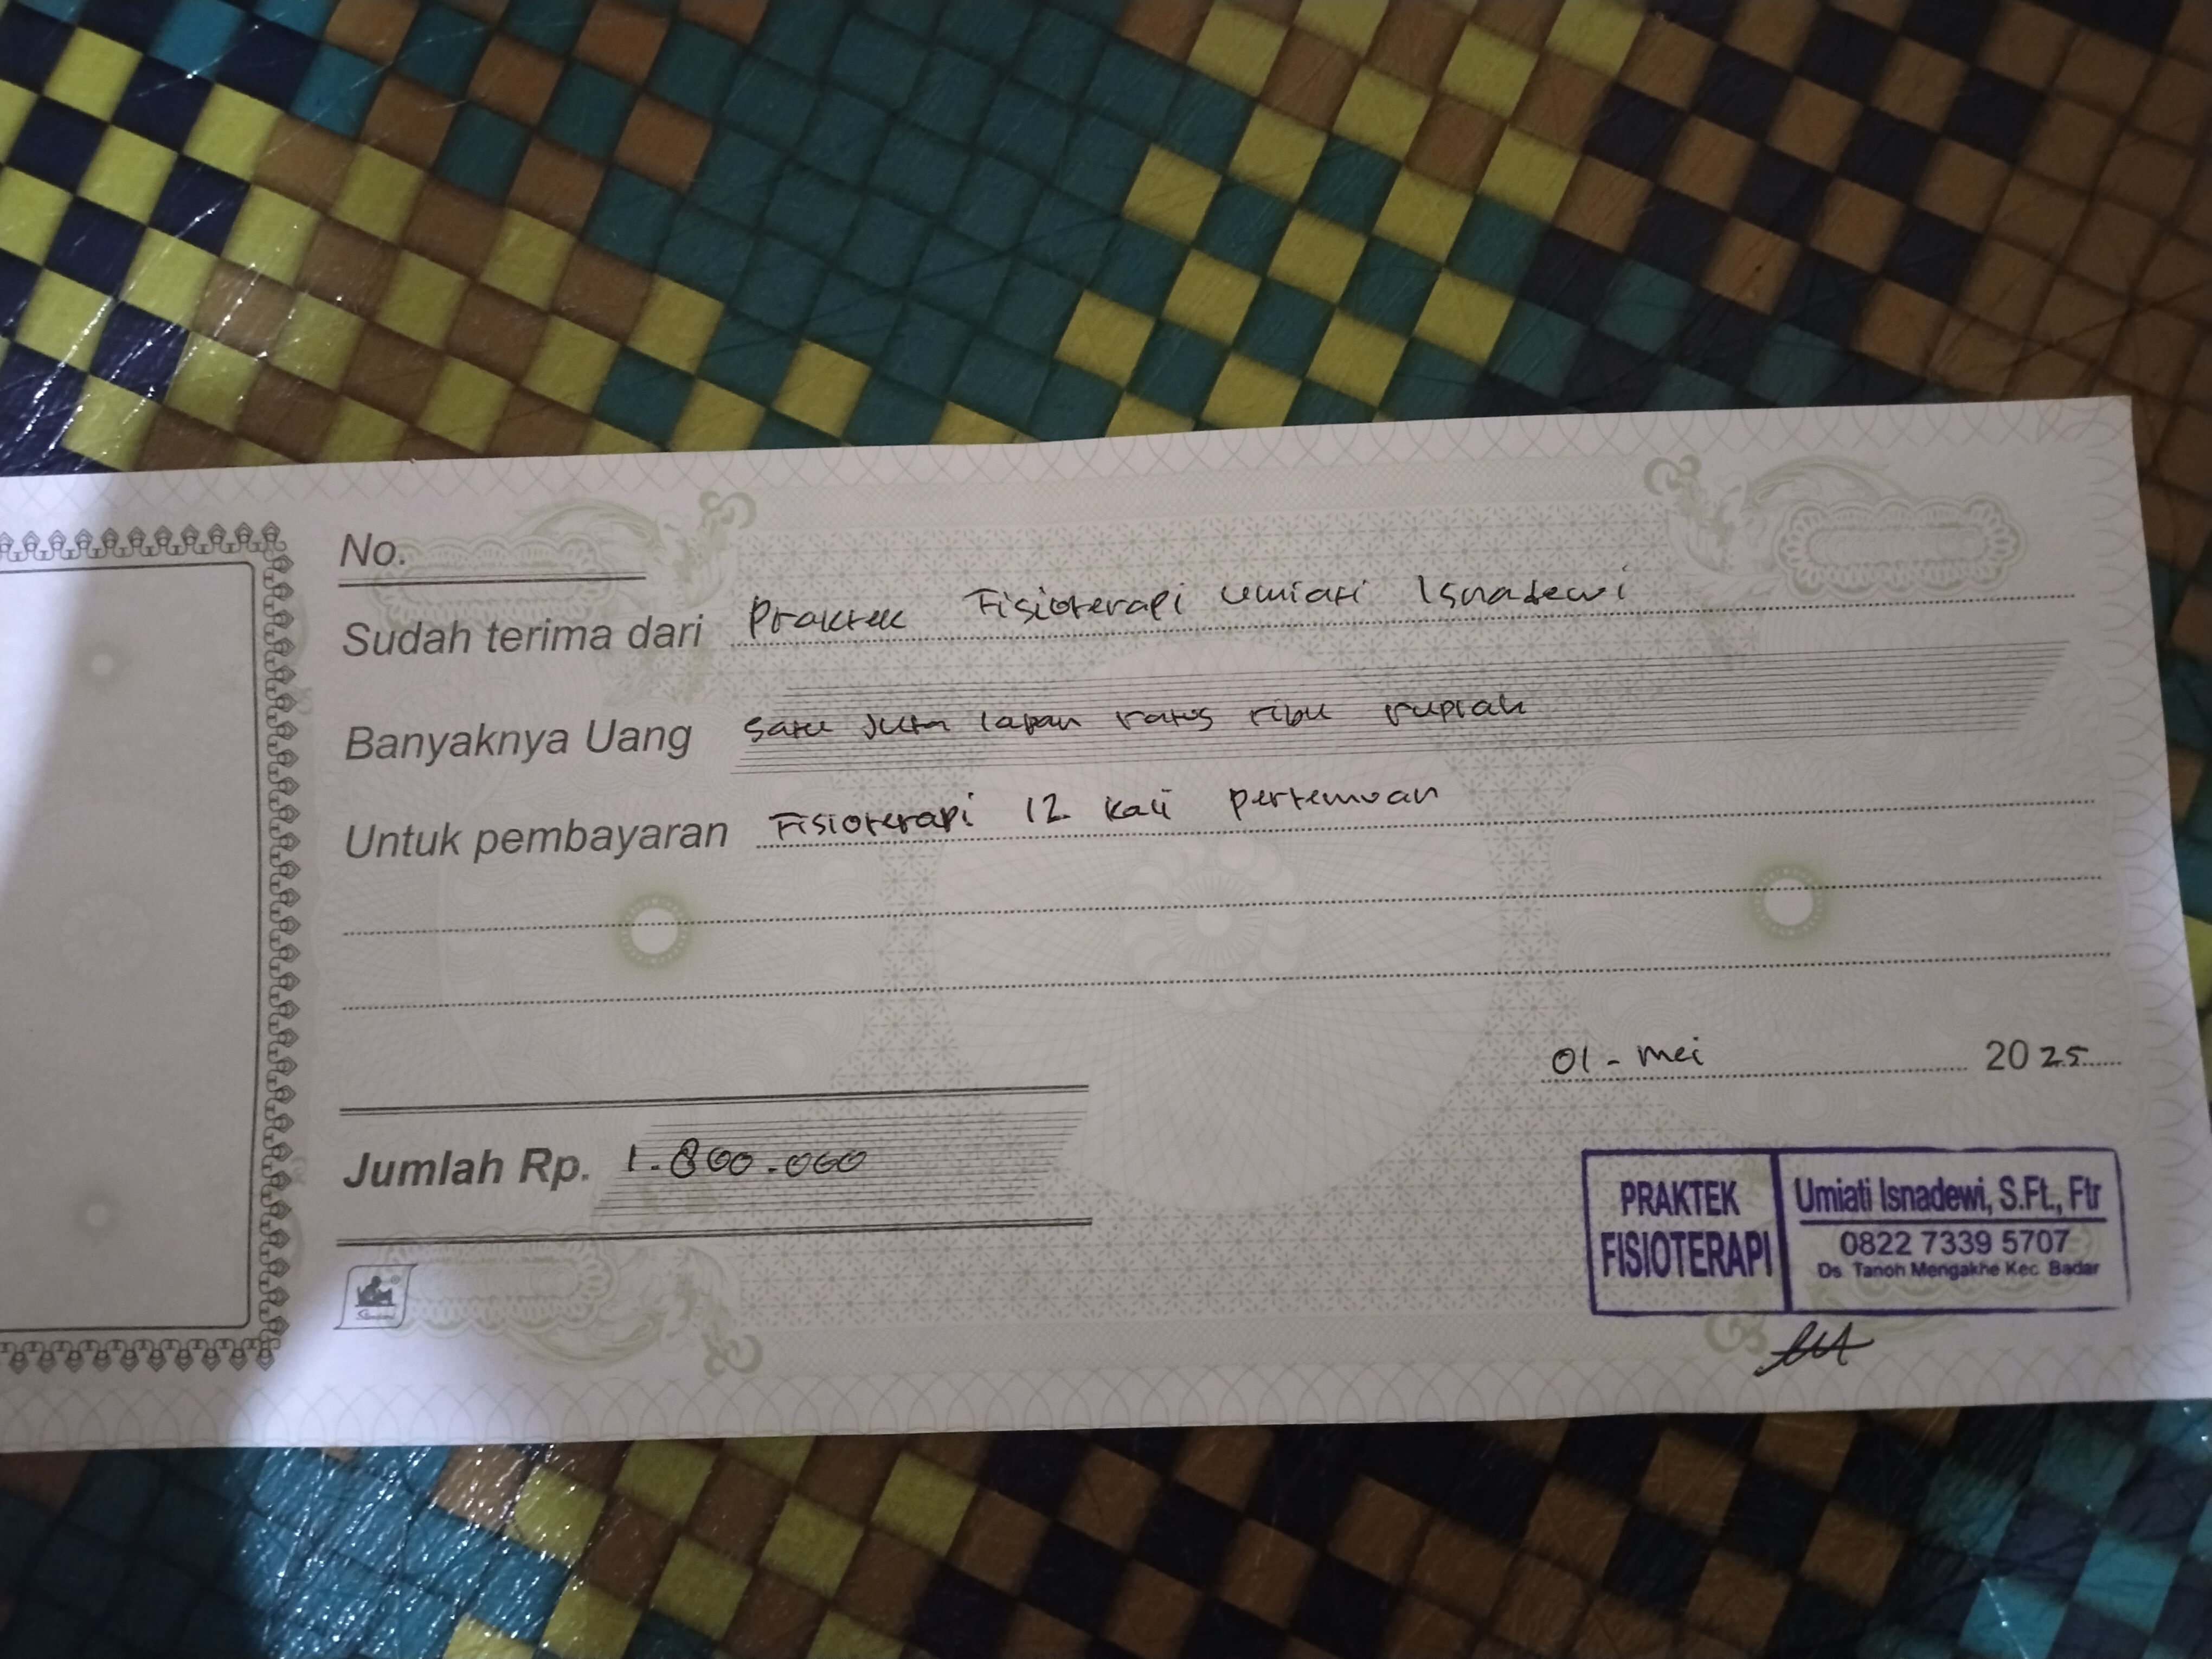 No.
Sudah terima dari Praktek Fisioterapi Umiati Isnadewi
Banyaknya Uang satu Juta lapan ratus ribu rupiah
Untuk pembayaran Fisioterapi 12 kali pertemuan
01 - Mei 2025
Jumlah Rp. 1.800.000
PRAKTEK FISIOTERAPI
Umiati Isnadewi, S.Ft., Ftr
0822 7339 5707
Ds. Tanoh Mengakhe Kec. Badar